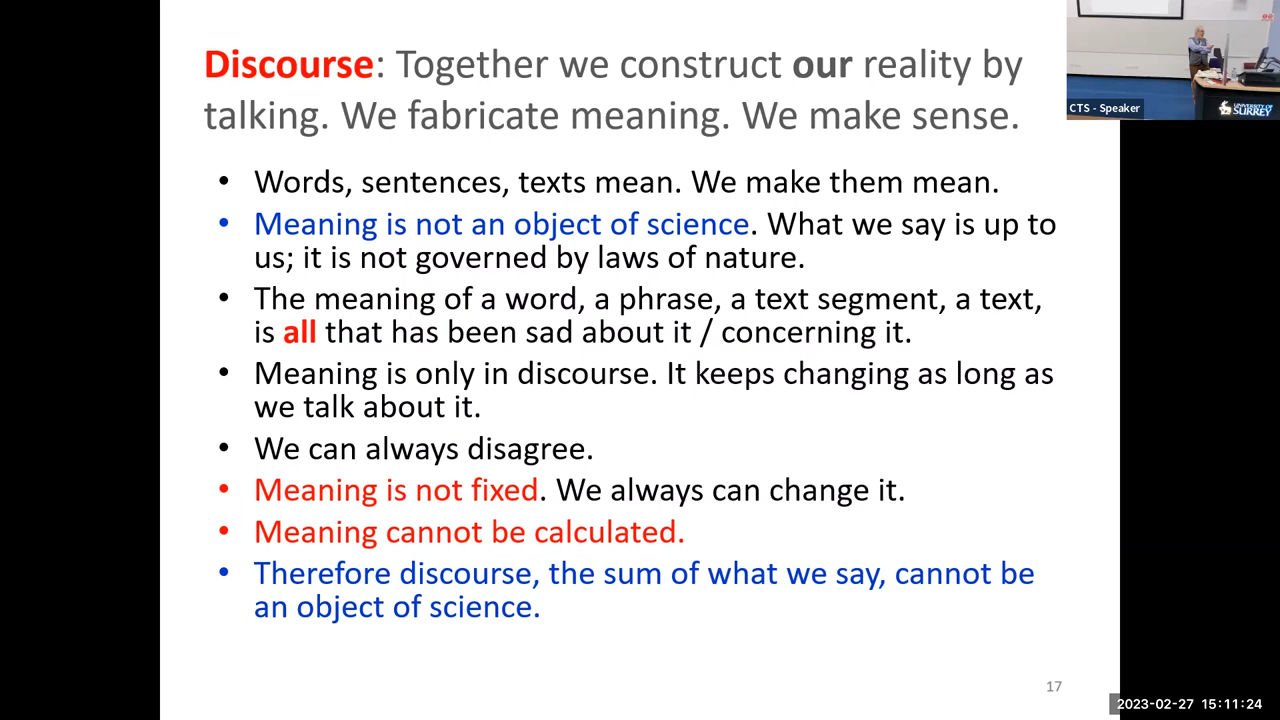 Discourse: Together we construct our reality by
talking. We fabricate meaning. We make sense.
• Words, sentences, texts mean. We make them mean.
• Meaning is not an object of science. What we say is up to
us; it is not governed by laws of nature.
• The meaning of a word, a phrase, a text segment, a text,
is all that has been sad about it / concerning it.
• Meaning is only in discourse. It keeps changing as long as
we talk about it.
• We can always disagree.
• Meaning is not fixed. We always can change it.
• Meaning cannot be calculated.
• Therefore discourse, the sum of what we say, cannot be
an object of science.
17
CTS - Speaker
UNIVERSITY OF
SURREY
2023-02-27 15:11:24